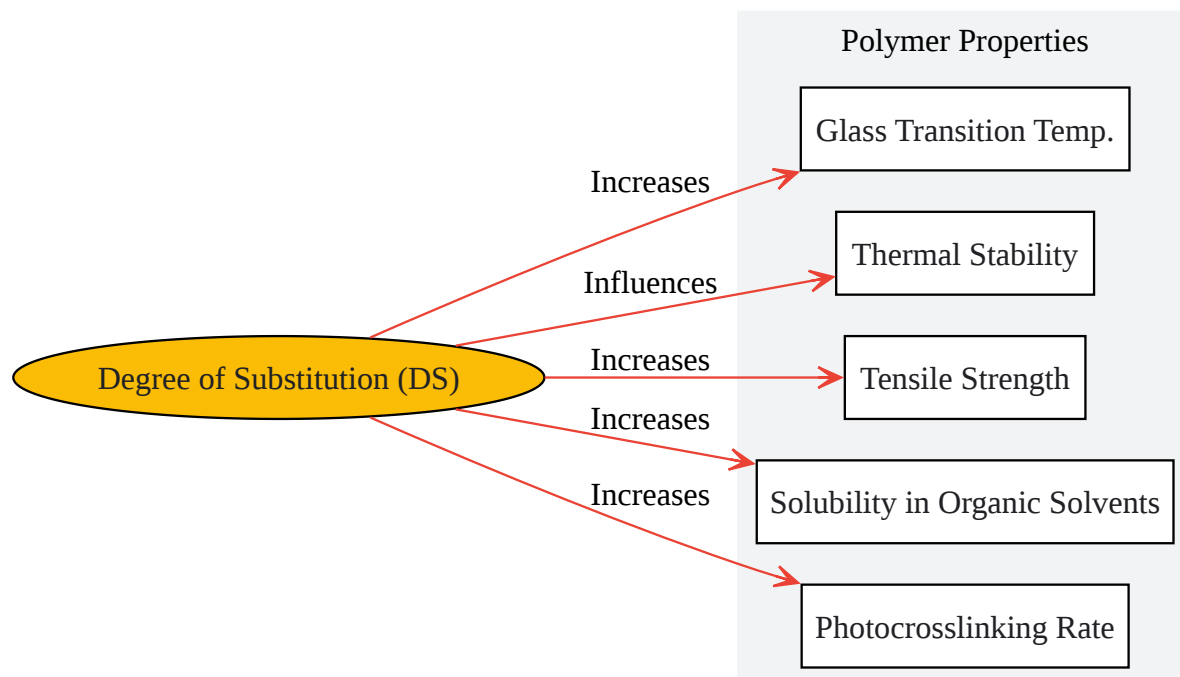 Polymer Properties
Glass Transition Temp.
Increases
Thermal Stability
Influences
Increases
Degree of Substitution (DS)
Tensile Strength
Increases
Solubility in Organic Solvents
Increases
Photocrosslinking Rate